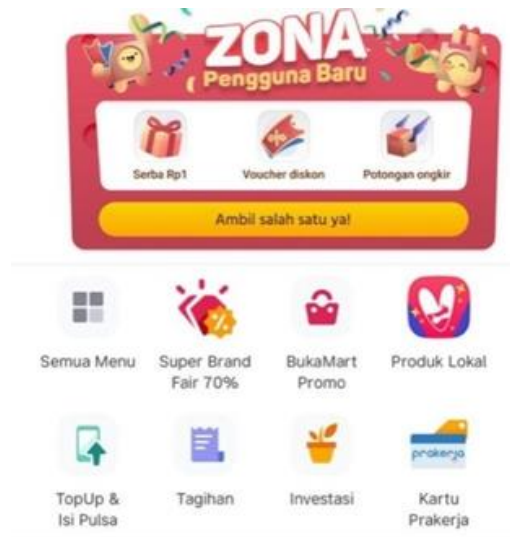 ZONA
Pengguna Baru
Serba Rp1 Voucher diskon Potongan ongkir
Ambil salah satu ya!
Semua Menu Super Brand Fair 70% BukaMart Promo Produk Lokal
prakerja
TopUp & Isi Pulsa Tagihan Investasi Kartu Prakerja